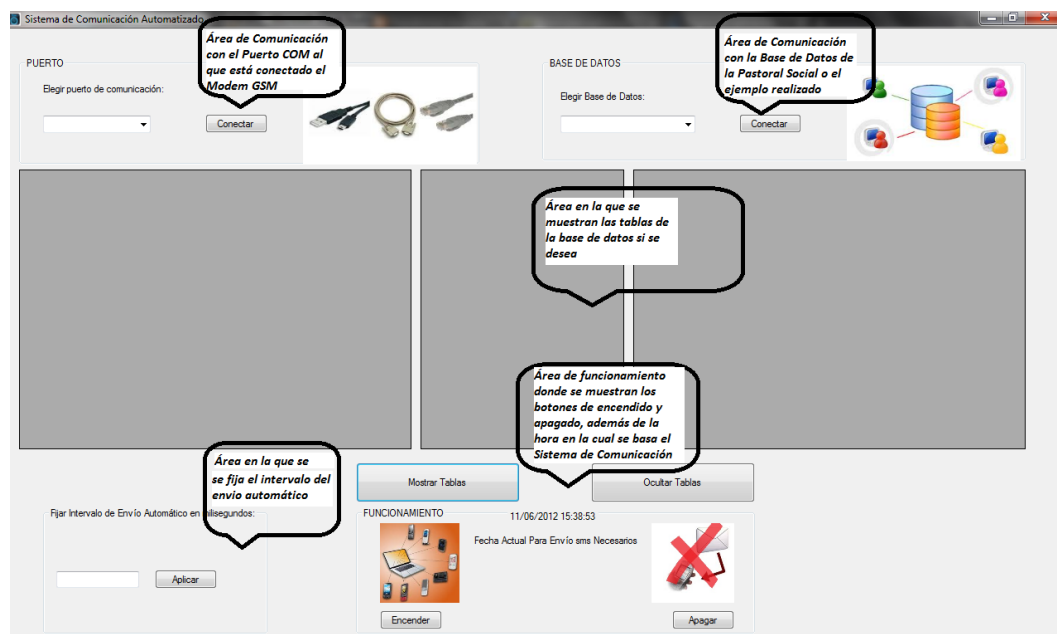 Sistema de Comunicación Automatizado
Área de Comunicación
con el Puerto COM al
que está conectado el
Modem GSM
Área de Comunicación
con la Base de Datos de
la Pastoral Social o el
ejemplo realizado
PUERTO
Elegir puerto de comunicación:
Conectar
BASE DE DATOS
Elegir Base de Datos:
Conectar
Área en la que se
muestran las tablas de
la base de datos si se
desea
Área de funcionamiento
donde se muestran los
botones de encendido y
apagado, además de la
hora en la cual se basa el
Sistema de Comunicación
Área en la que se
se fija el intervalo del
envio automático
Mostrar Tablas
Ocultar Tablas
Fijar Intervalo de Envío Automático en milisegundos:
Aplicar
FUNCIONAMIENTO
11/06/2012 15:38:53
Fecha Actual Para Envío sms Necesarios
Encender
Apagar